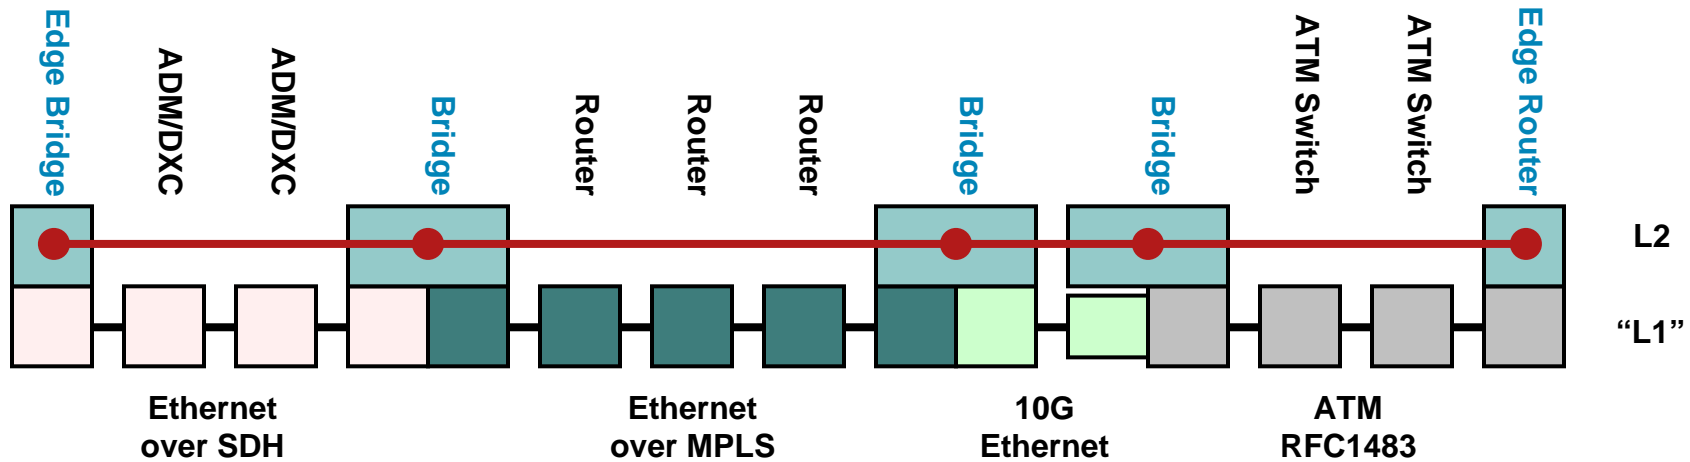 Edge Bridge
ADM/DXC
ADM/DXC
Bridge
Router
Router
Router
Bridge
Bridge
ATM Switch
ATM Switch
Edge Router
L2
“L1”
Ethernet
over SDH
Ethernet
over MPLS
10G
Ethernet
ATM
RFC1483